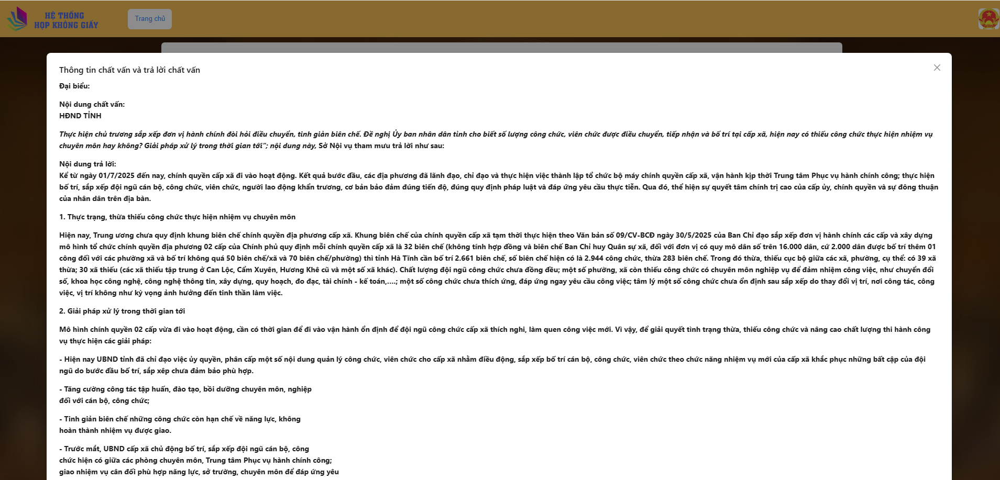 HỆ THỐNG
HỌP KHÔNG GIẤY
Trang chủ
Thông tin chất vấn và trả lời chất vấn
Đại biểu:
Nội dung chất vấn:
HĐND TỈNH
Thực hiện chủ trương sắp xếp đơn vị hành chính đòi hỏi điều chuyển, tinh giản biên chế. Đề nghị Ủy ban nhân dân tỉnh cho biết số lượng công chức, viên chức được điều chuyển, tiếp nhận và bố trí tại cấp xã, hiện nay có thiếu công chức thực hiện nhiệm vụ
chuyên môn hay không? Giải pháp xử lý trong thời gian tới”; nội dung này, Sở Nội vụ tham mưu trả lời như sau:
Nội dung trả lời:
Kể từ ngày 01/7/2025 đến nay, chính quyền cấp xã đi vào hoạt động. Kết quả bước đầu, các địa phương đã lãnh đạo, chỉ đạo và thực hiện việc thành lập tổ chức bộ máy chính quyền cấp xã, vận hành kịp thời Trung tâm Phục vụ hành chính công; thực hiện
bố trí, sắp xếp đội ngũ cán bộ, công chức, viên chức, người lao động khẩn trương, cơ bản bảo đảm đúng tiến độ, đúng quy định pháp luật và đáp ứng yêu cầu thực tiễn. Qua đó, thể hiện sự quyết tâm chính trị cao của cấp ủy, chính quyền và sự đồng thuận
của nhân dân trên địa bàn.
1. Thực trạng, thừa thiếu công chức thực hiện nhiệm vụ chuyên môn
Hiện nay, Trung ương chưa quy định khung biên chế chính quyền địa phương cấp xã. Khung biên chế của chính quyền cấp xã tạm thời thực hiện theo Văn bản số 09/CV-BCĐ ngày 30/5/2025 của Ban Chỉ đạo sắp xếp đơn vị hành chính các cấp và xây dựng
mô hình tổ chức chính quyền địa phương 02 cấp của Chính phủ quy định mỗi chính quyền cấp xã là 32 biên chế (không tính hợp đồng và biên chế Ban Chỉ huy Quân sự xã, đối với đơn vị có quy mô dân số trên 16.000 dân, cứ 2.000 dân được bố trí thêm 01
công đối với các phường xã và bố trí không quá 50 biên chế/xã và 70 biên chế/phường) thì tỉnh Hà Tĩnh cần bố trí 2.661 biên chế, số biên chế hiện có là 2.944 công chức, thừa 283 biên chế. Trong đó thừa, thiếu cục bộ giữa các xã, phường, cụ thể: có 39 xã
thừa; 30 xã thiếu (các xã thiếu tập trung ở Can Lộc, Cẩm Xuyên, Hương Khê cũ và một số xã khác). Chất lượng đội ngũ công chức chưa đồng đều; một số phường, xã còn thiếu công chức có chuyên môn nghiệp vụ để đảm nhiệm công việc, như chuyển đổi
số, khoa học công nghệ, công nghệ thông tin, xây dựng, quy hoạch, đo đạc, tài chính - kế toán,....; một số công chức chưa thích ứng, đáp ứng ngay yêu cầu công việc; tâm lý một số công chức chưa ổn định sau sắp xếp do thay đổi vị trí, nơi công tác, công
việc, vị trí không như kỳ vọng ảnh hưởng đến tinh thần làm việc.
2. Giải pháp xử lý trong thời gian tới
Mô hình chính quyền 02 cấp vừa đi vào hoạt động, cần có thời gian để đi vào vận hành ổn định để đội ngũ công chức cấp xã thích nghi, làm quen công việc mới. Vì vậy, để giải quyết tình trạng thừa, thiếu công chức và nâng cao chất lượng thi hành công
vụ thực hiện các giải pháp:
- Hiện nay UBND tỉnh đã chỉ đạo việc ủy quyền, phân cấp một số nội dung quản lý công chức, viên chức cho cấp xã nhằm điều động, sắp xếp bố trí cán bộ, công chức, viên chức theo chức năng nhiệm vụ mới của cấp xã khắc phục những bất cập của đội
ngũ do bước đầu bố trí, sắp xêp chưa đảm bảo phù hợp.
- Tăng cường công tác tập huấn, đào tạo, bồi dưỡng chuyên môn, nghiệp
đối với cán bộ, công chức;
- Tinh giản biên chế những công chức còn hạn chế về năng lực, không
hoàn thành nhiệm vụ được giao.
- Trước mắt, UBND cấp xã chủ động bố trí, sắp xếp đội ngũ cán bộ, công
chức hiện có giữa các phòng chuyên môn, Trung tâm Phục vụ hành chính công;
giao nhiệm vụ cân đối phù hợp năng lực, sở trường, chuyên môn để đáp ứng yêu